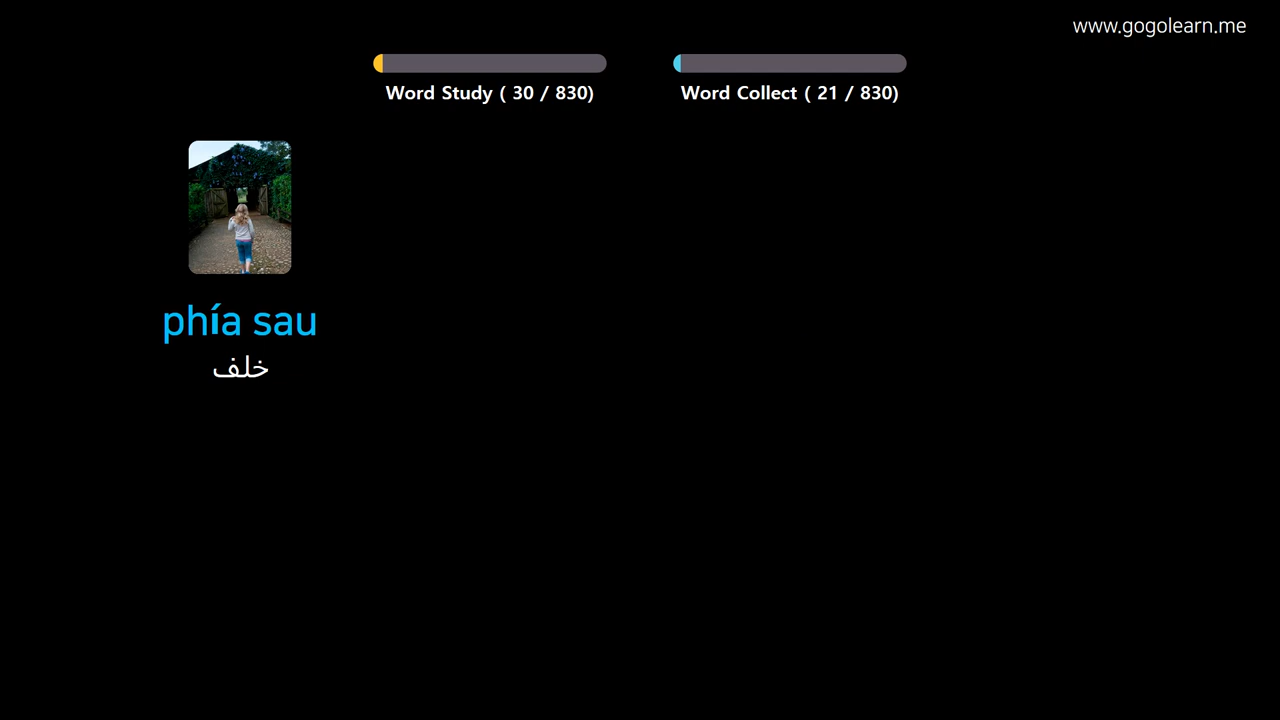 www.gogolearn.me
Word Study ( 30 / 830)
Word Collect ( 21 / 830)
phía sau
خلف